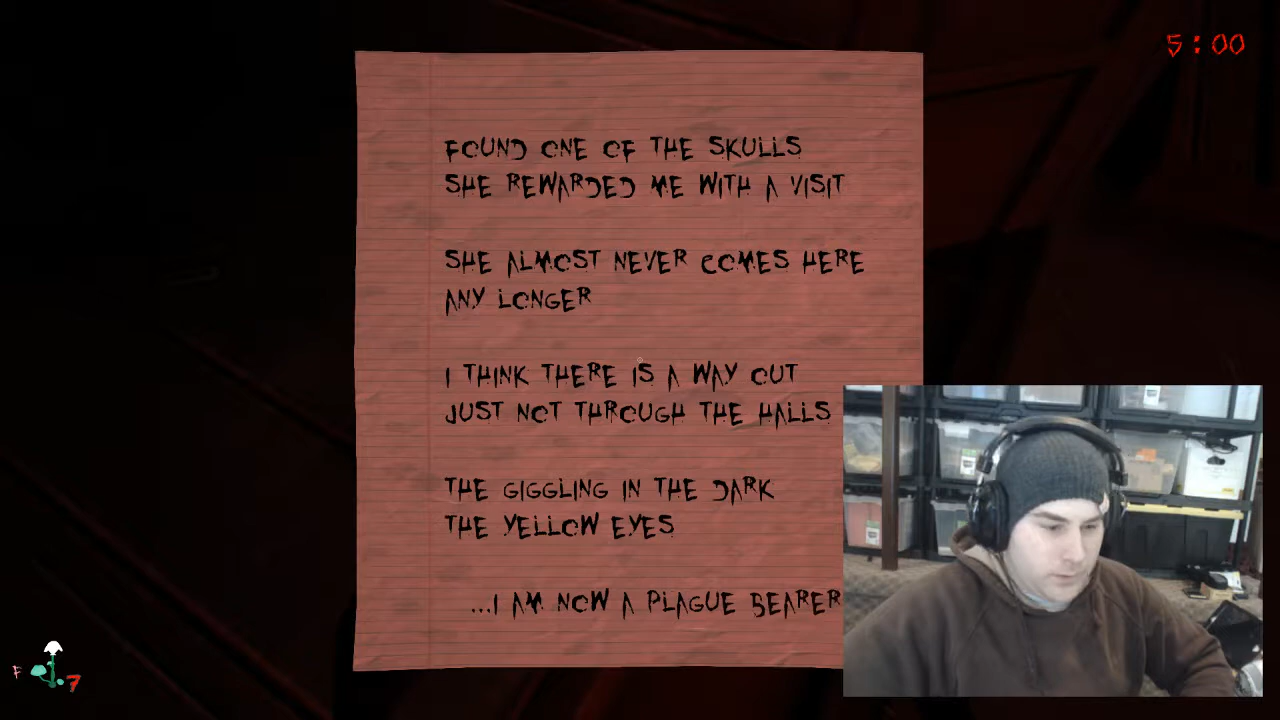 5:00
FOUND ONE OF THE SKULLS
SHE REWARDED ME WITH A VISIT
SHE ALMOST NEVER COMES HERE
ANY LONGER
I THINK THERE IS A WAY OUT
JUST NOT THROUGH THE HALLS
THE GIGGLING IN THE DARK
THE YELLOW EYES
...I AM NOW A PLAGUE BEARER
F
7